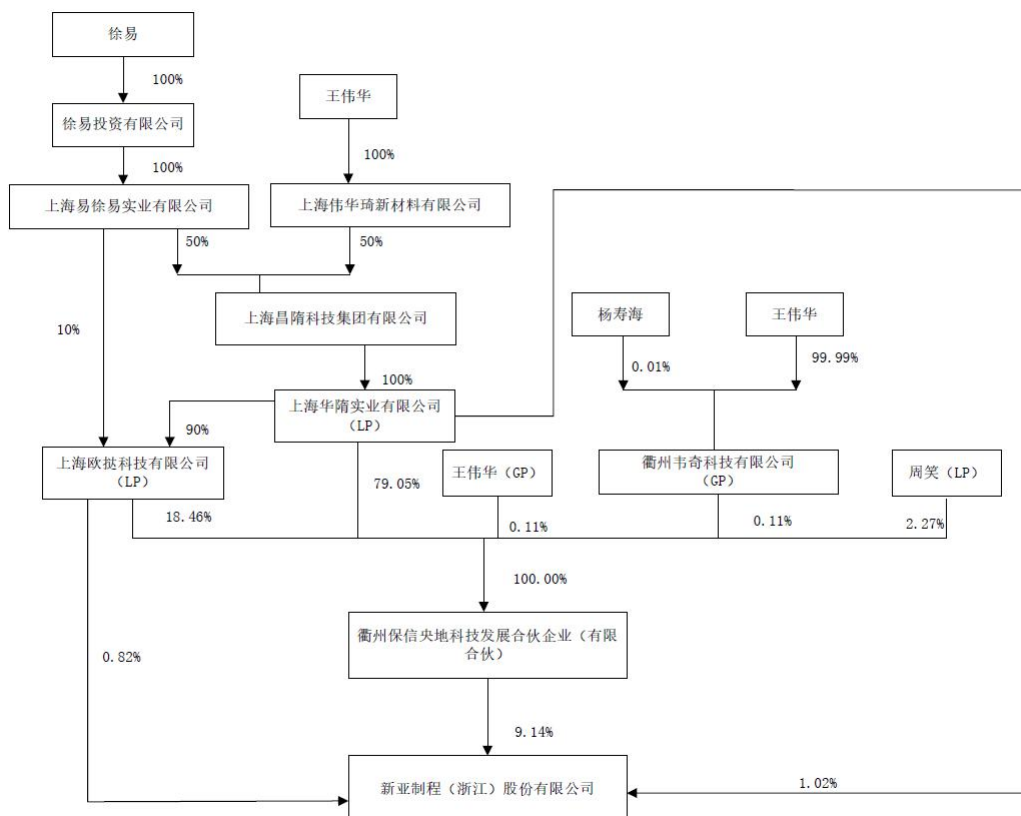 徐易
100%
王伟华
徐易投资有限公司
100%
100%
上海易徐易实业有限公司
上海伟华琦新材料有限公司
50%
50%
上海昌隋科技集团有限公司
杨寿海
王伟华
10%
0.01%
99.99%
100%
上海华隋实业有限公司
(LP)
90%
上海欧挞科技有限公司
(LP)
79.05%
王伟华（GP）
衢州韦奇科技有限公司
(GP)
周笑（LP）
18.46%
0.11%
0.11%
2.27%
100.00%
衢州保信央地科技发展合伙企业（有限
合伙）
0.82%
9.14%
新亚制程（浙江）股份有限公司
1.02%